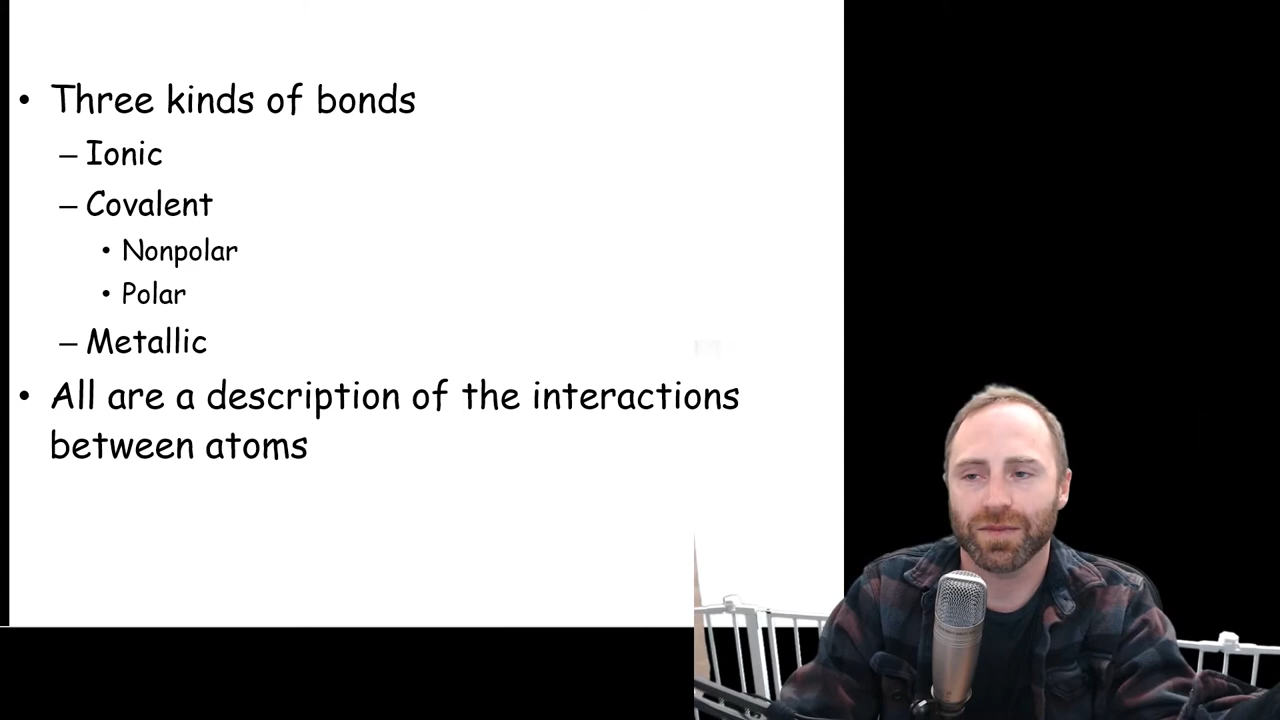 • Three kinds of bonds
– Ionic
– Covalent
• Nonpolar
• Polar
– Metallic
• All are a description of the interactions
between atoms